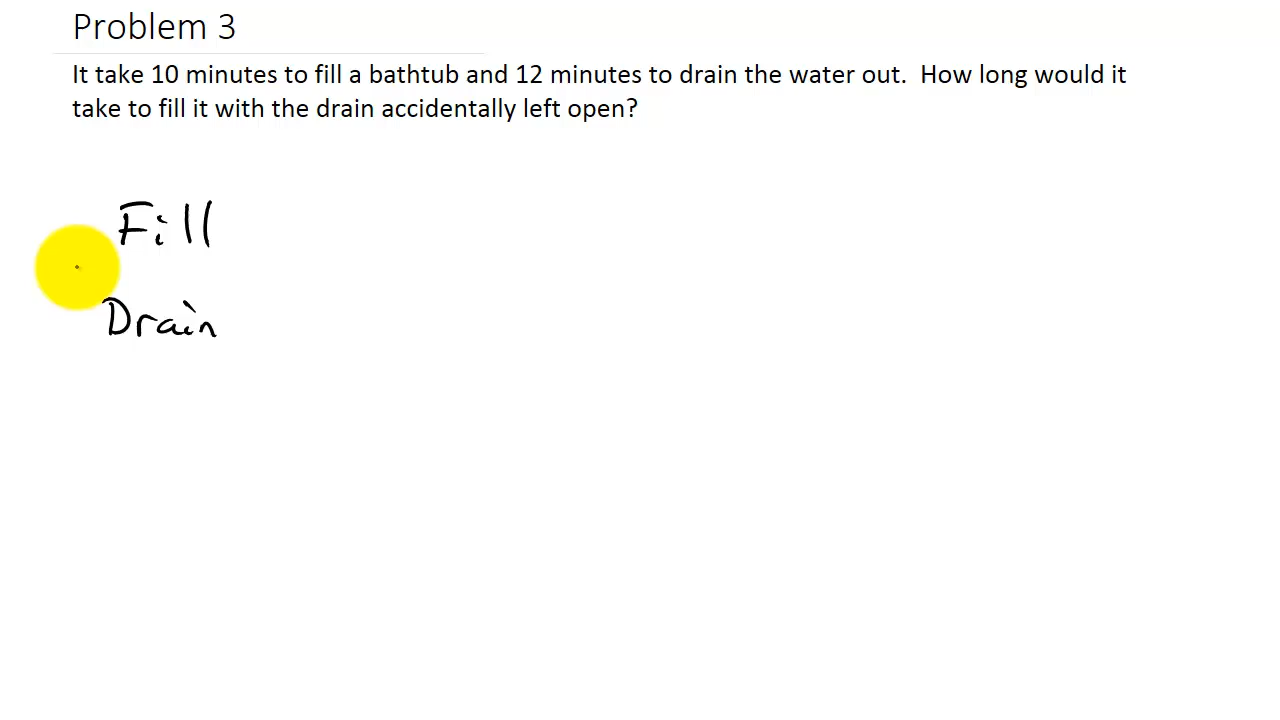 Problem 3
It take 10 minutes to fill a bathtub and 12 minutes to drain the water out.  How long would it
take to fill it with the drain accidentally left open?
Fill
Drain